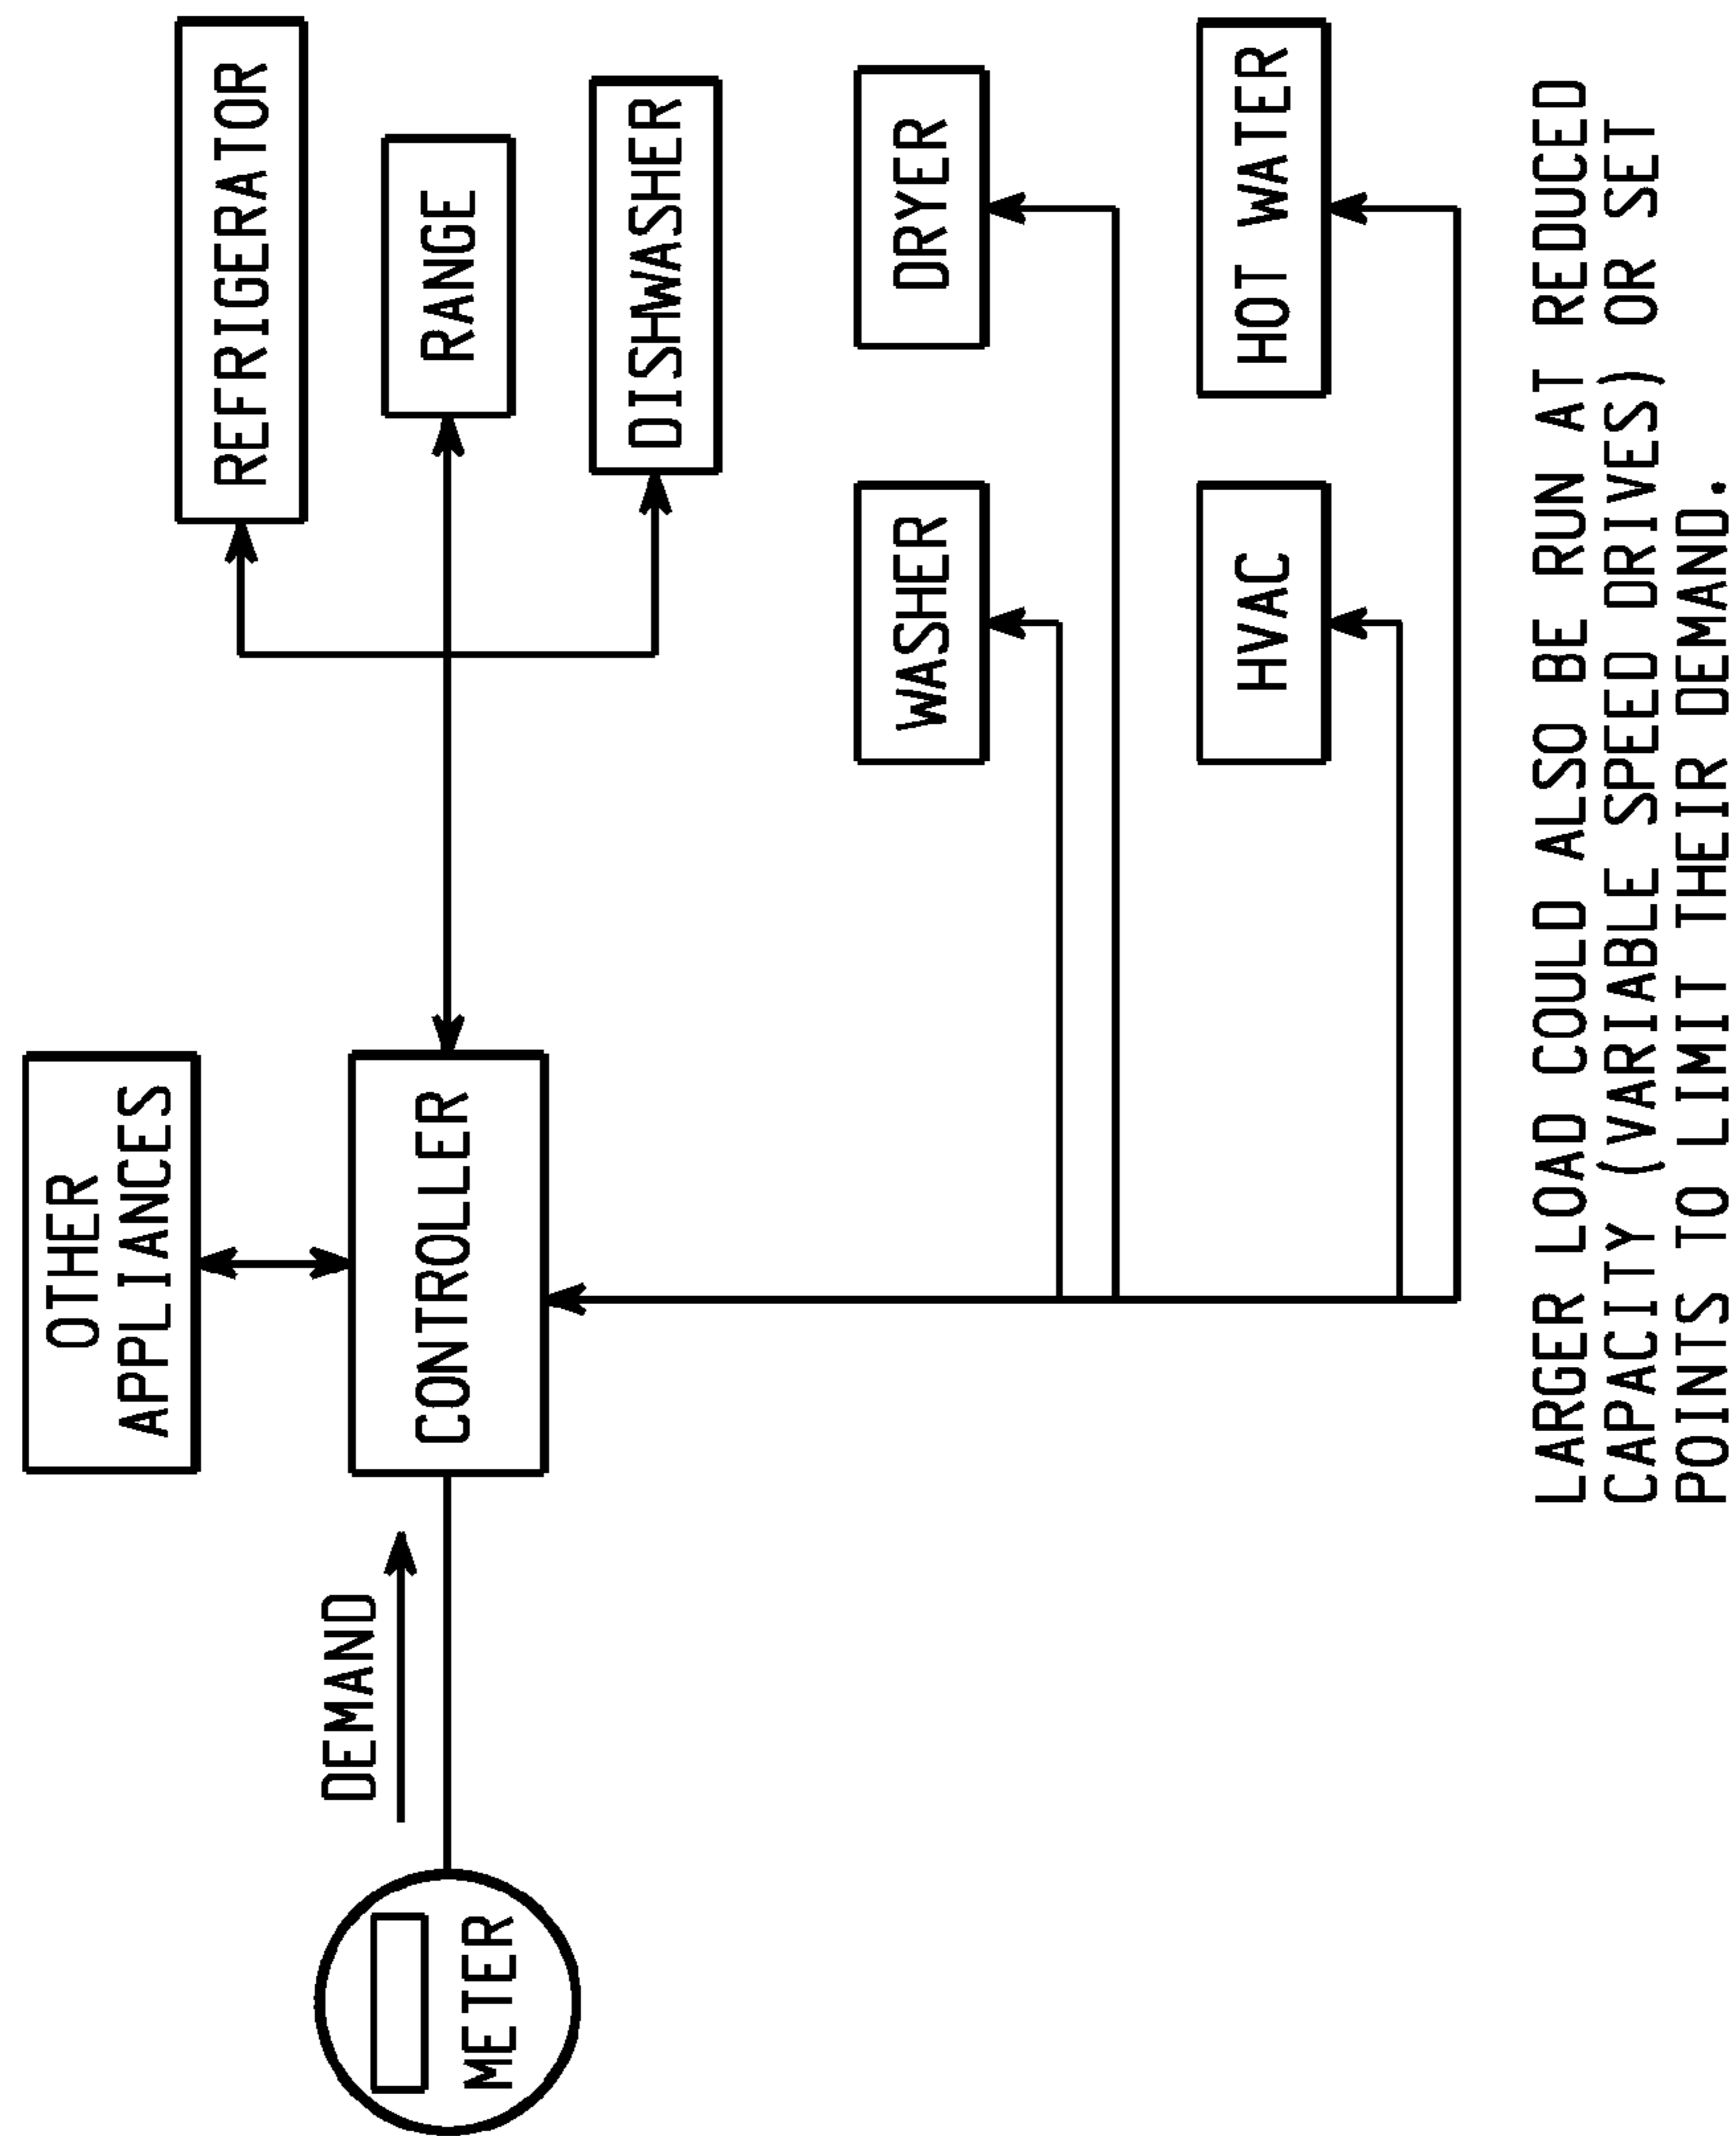 OTHER
APPLIANCES
REFRIGERATOR
DEMAND
CONTROLLER
RANGE
METER
DISHWASHER
WASHER
DRYER
HVAC
HOT WATER
LARGER LOAD COULD ALSO BE RUN AT REDUCED
CAPACITY (VARIABLE SPEED DRIVES) OR SET
POINTS TO LIMIT THEIR DEMAND.